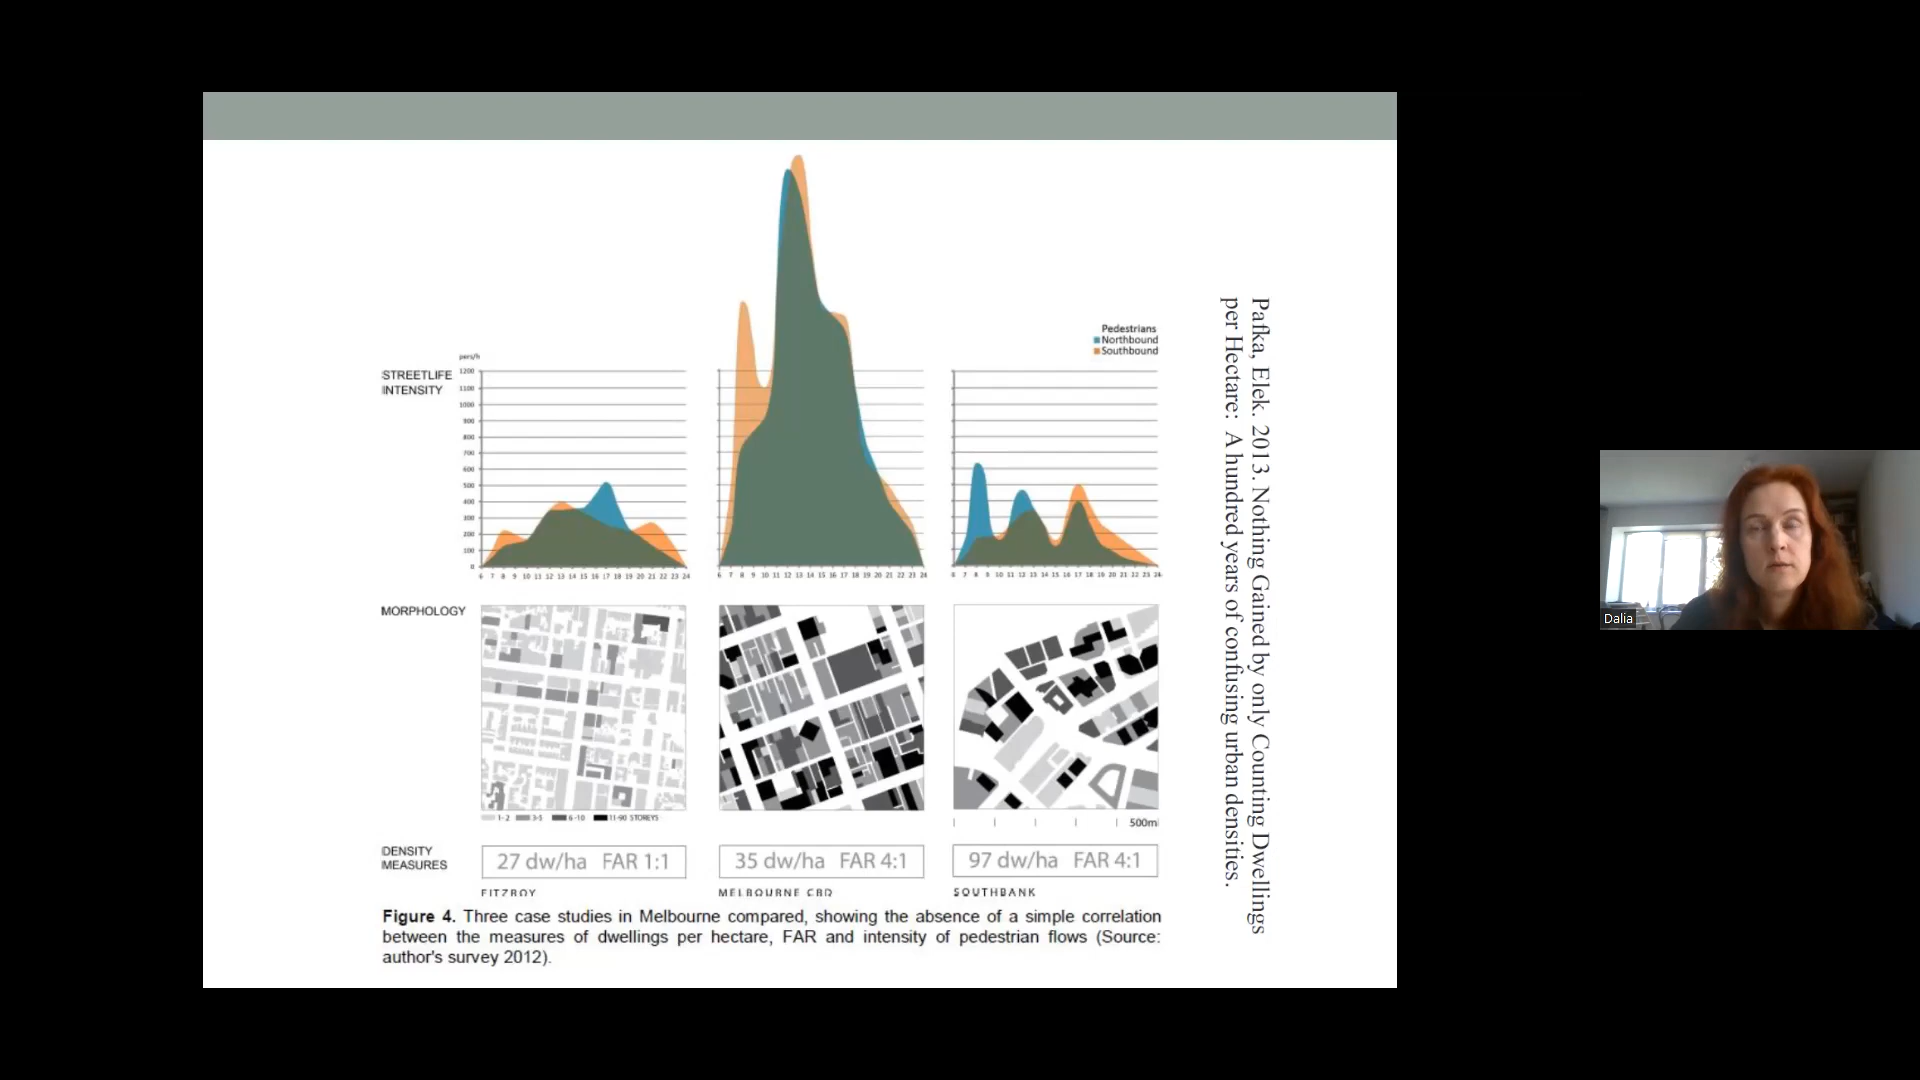 Pedestrians
Northbound
Southbound
pers/h
STREETLIFE
INTENSITY
1200
1100
1000
900
800
700
600
500
400
300
200
100
0
6 7 8 9 10 11 12 13 14 15 16 17 18 19 20 21 22 23 24
6 7 8 9 10 11 12 13 14 15 16 17 18 19 20 21 22 23 24
6 7 8 9 10 11 12 13 14 15 16 17 18 19 20 21 22 23 24
MORPHOLOGY
1-2 3-5 6-10 11-90 STOREYS
500m
DENSITY
MEASURES
27 dw/ha FAR 1:1
35 dw/ha FAR 4:1
97 dw/ha FAR 4:1
FITZROY
MELBOURNE CBD
SOUTHBANK
Figure 4. Three case studies in Melbourne compared, showing the absence of a simple correlation
between the measures of dwellings per hectare, FAR and intensity of pedestrian flows (Source:
author's survey 2012).
Pafka, Elek. 2013. Nothing Gained by only Counting Dwellings
per Hectare: A hundred years of confusing urban densities.
Dalia